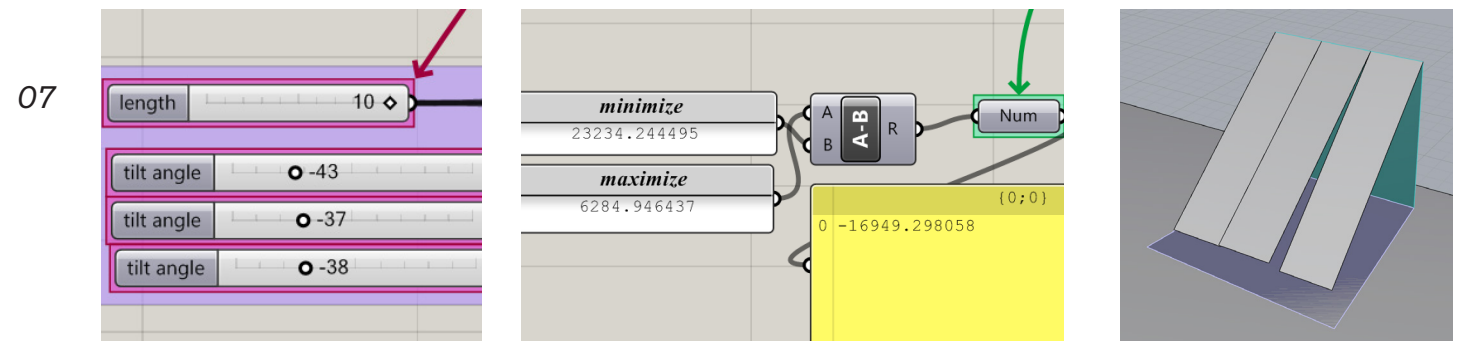 07
length 10
tilt angle -43
tilt angle -37
tilt angle -38
minimize
23234.244495
maximize
6284.946437
A
B
A-B
R
Num
{0;0}
0 -16949.298058